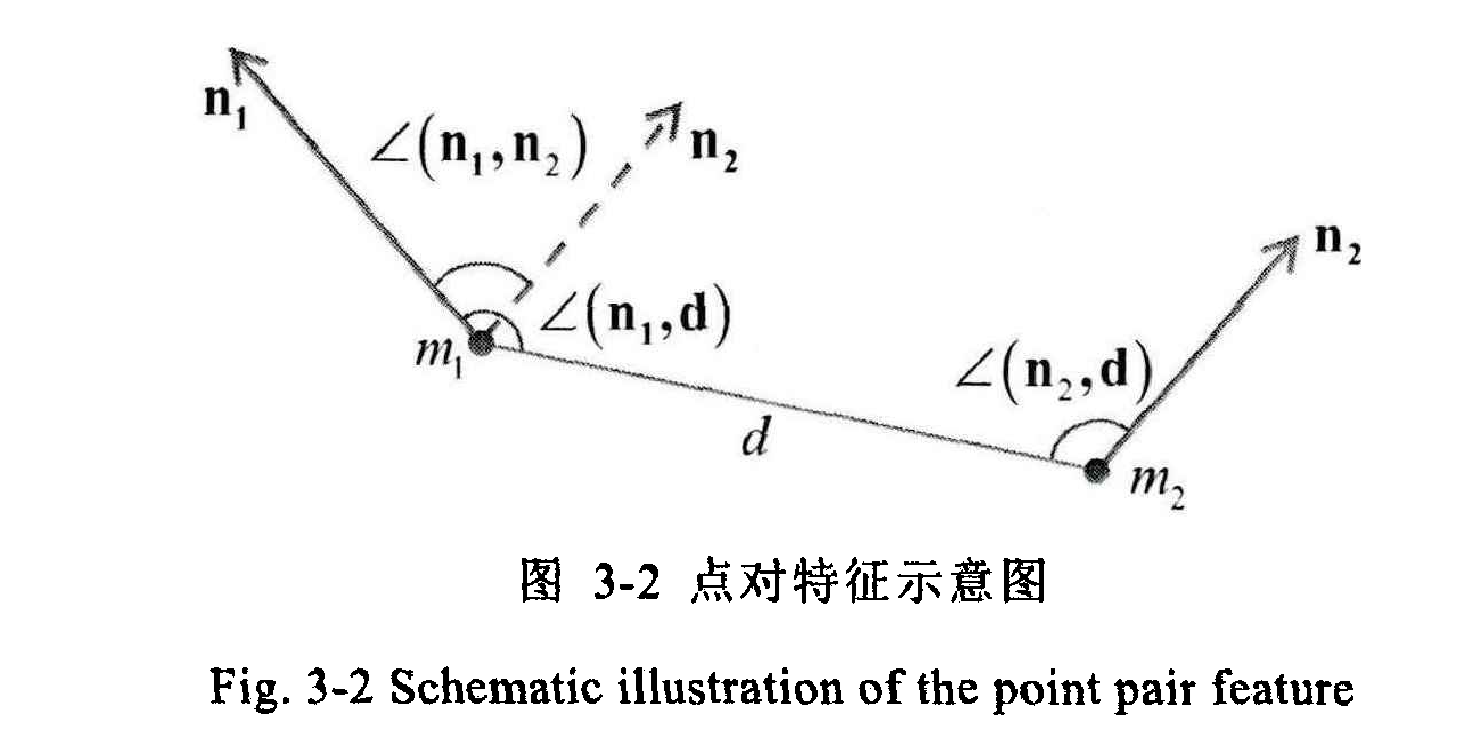 n₁
∠(n₁,n₂)
n₂
n₂
∠(n₁,d)
m₁
∠(n₂,d)
d
m₂
图 3-2 点对特征示意图
Fig. 3-2 Schematic illustration of the point pair feature